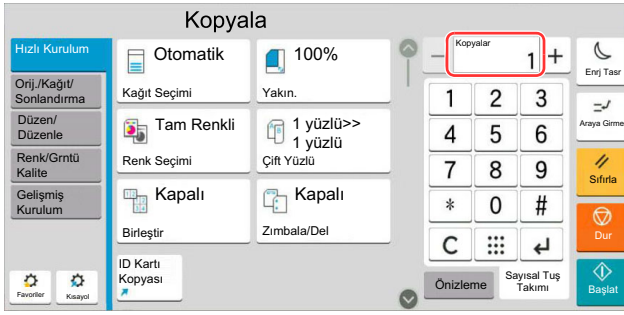 Kopyala
Hızlı Kurulum
Orij./Kağıt/
Sonlandırma
Düzen/
Düzenle
Renk/Grntü
Kalite
Gelişmiş
Kurulum
Favoriler
Kısayol
Otomatik
Kağıt Seçimi
100%
Yakın.
Tam Renkli
Renk Seçimi
1 yüzlü>>
1 yüzlü
Çift Yüzlü
Kapalı
Birleştir
Kapalı
Zımbala/Del
ID Kartı
Kopyası
Kopyalar
− 1 +
1 2 3
4 5 6
7 8 9
* 0 #
C
Önizleme
Sayısal Tuş
Takımı
Enrj Tasr
Araya Girme
Sıfırla
Dur
Başlat